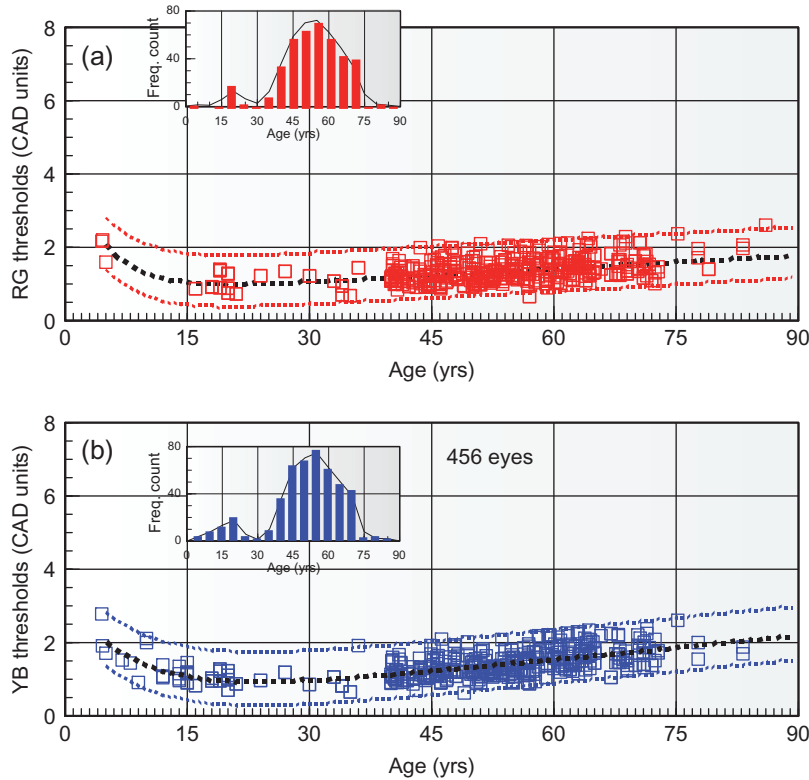 (a)
RG thresholds (CAD units)
8
6
4
2
0
Freq. count
80
40
0
0 15 30 45 60 75 90
Age (yrs)
0 15 30 45 60 75 90
Age (yrs)
(b)
456 eyes
YB thresholds (CAD units)
8
6
4
2
0
Freq. count
80
40
0
0 15 30 45 60 75 90
Age (yrs)
0 15 30 45 60 75 90
Age (yrs)